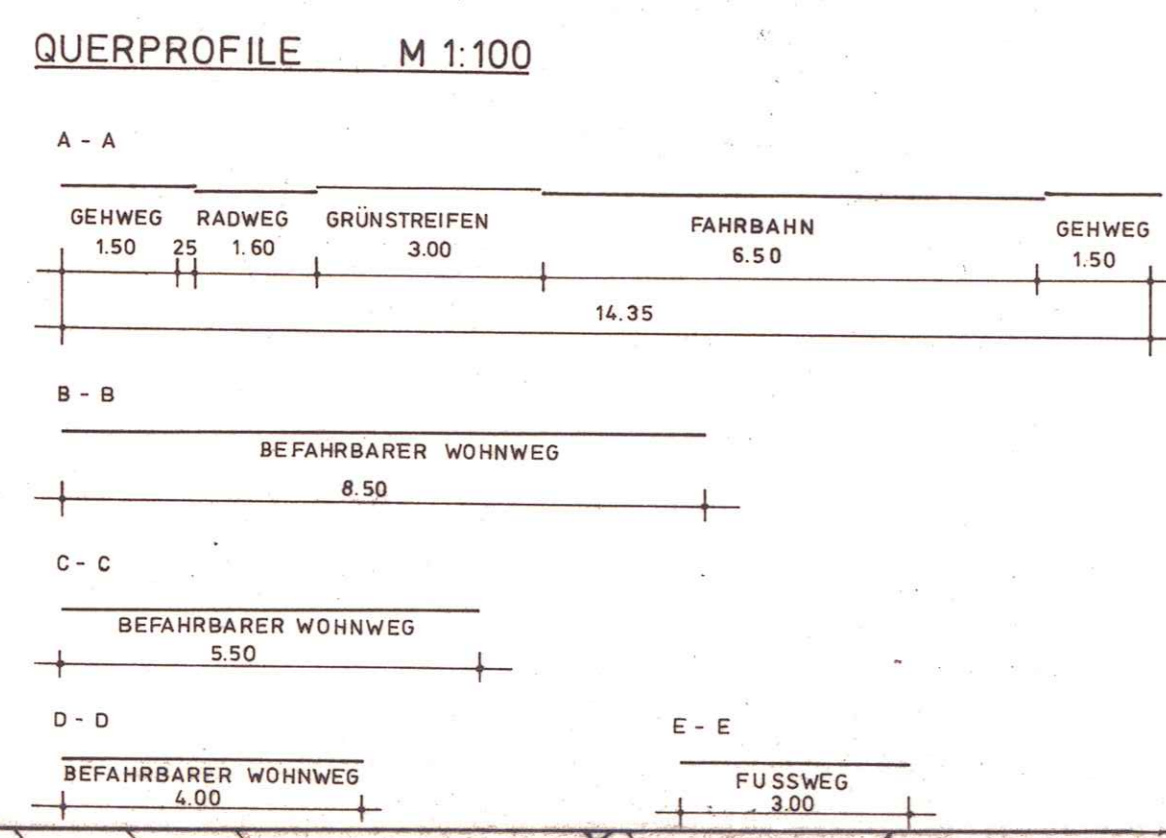 QUERPROFILE M 1:100
A - A
GEHWEG RADWEG GRÜNSTREIFEN FAHRBAHN GEHWEG
1.50 25 1.60 3.00 6.50 1.50
14.35
B - B
BEFAHRBARER WOHNWEG
8.50
C - C
BEFAHRBARER WOHNWEG
5.50
D - D
BEFAHRBARER WOHNWEG
4.00
E - E
FUSSWEG
3.00